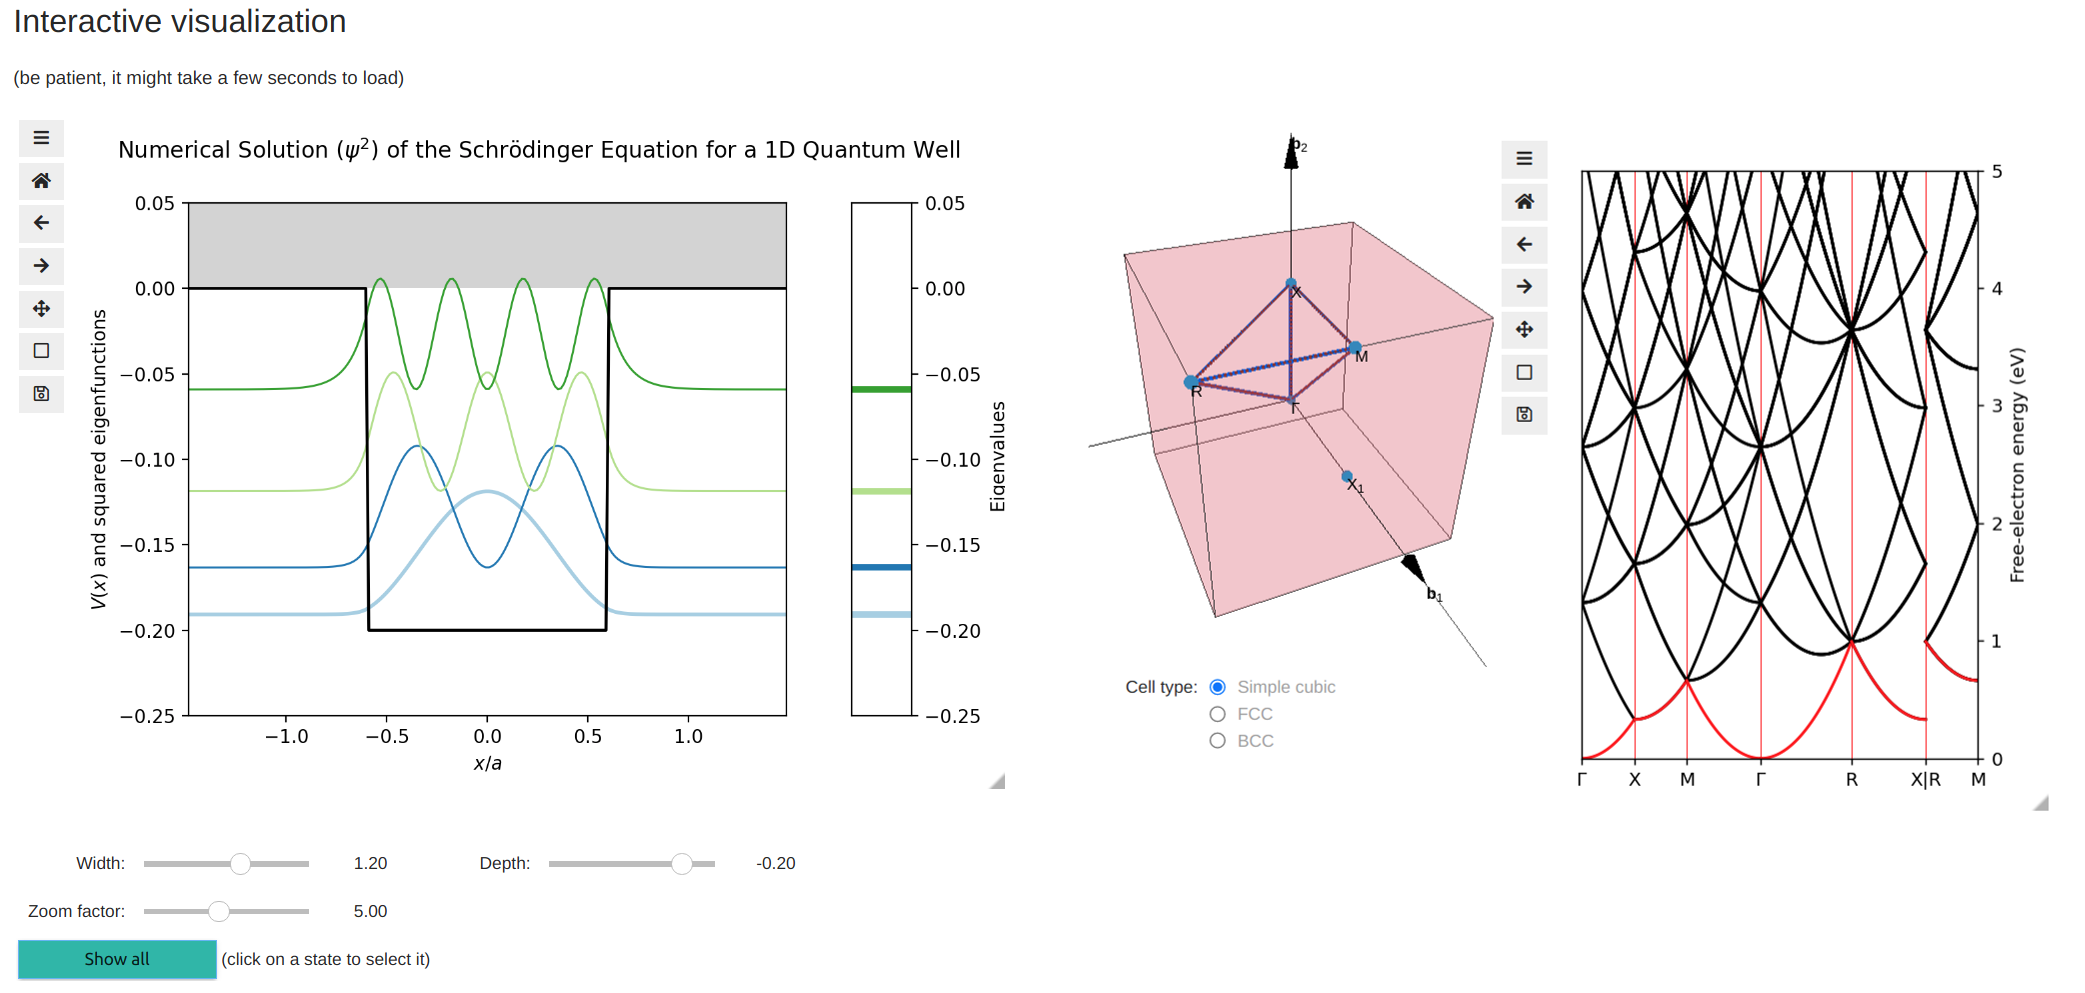 Interactive visualization
(be patient, it might take a few seconds to load)
Numerical Solution (ψ²) of the Schrödinger Equation for a 1D Quantum Well
V(x) and squared eigenfunctions
0.05
0.00
−0.05
−0.10
−0.15
−0.20
−0.25
−1.0 −0.5 0.0 0.5 1.0
x/a
0.05
0.00
−0.05
−0.10
−0.15
−0.20
−0.25
Eigenvalues
Width: 1.20 Depth: -0.20
Zoom factor: 5.00
Show all (click on a state to select it)
b₂
X
M
R
Γ
X₁
b₁
Cell type: Simple cubic
FCC
BCC
5
4
3
2
1
0
Free-electron energy (eV)
Γ X M Γ R X|R M